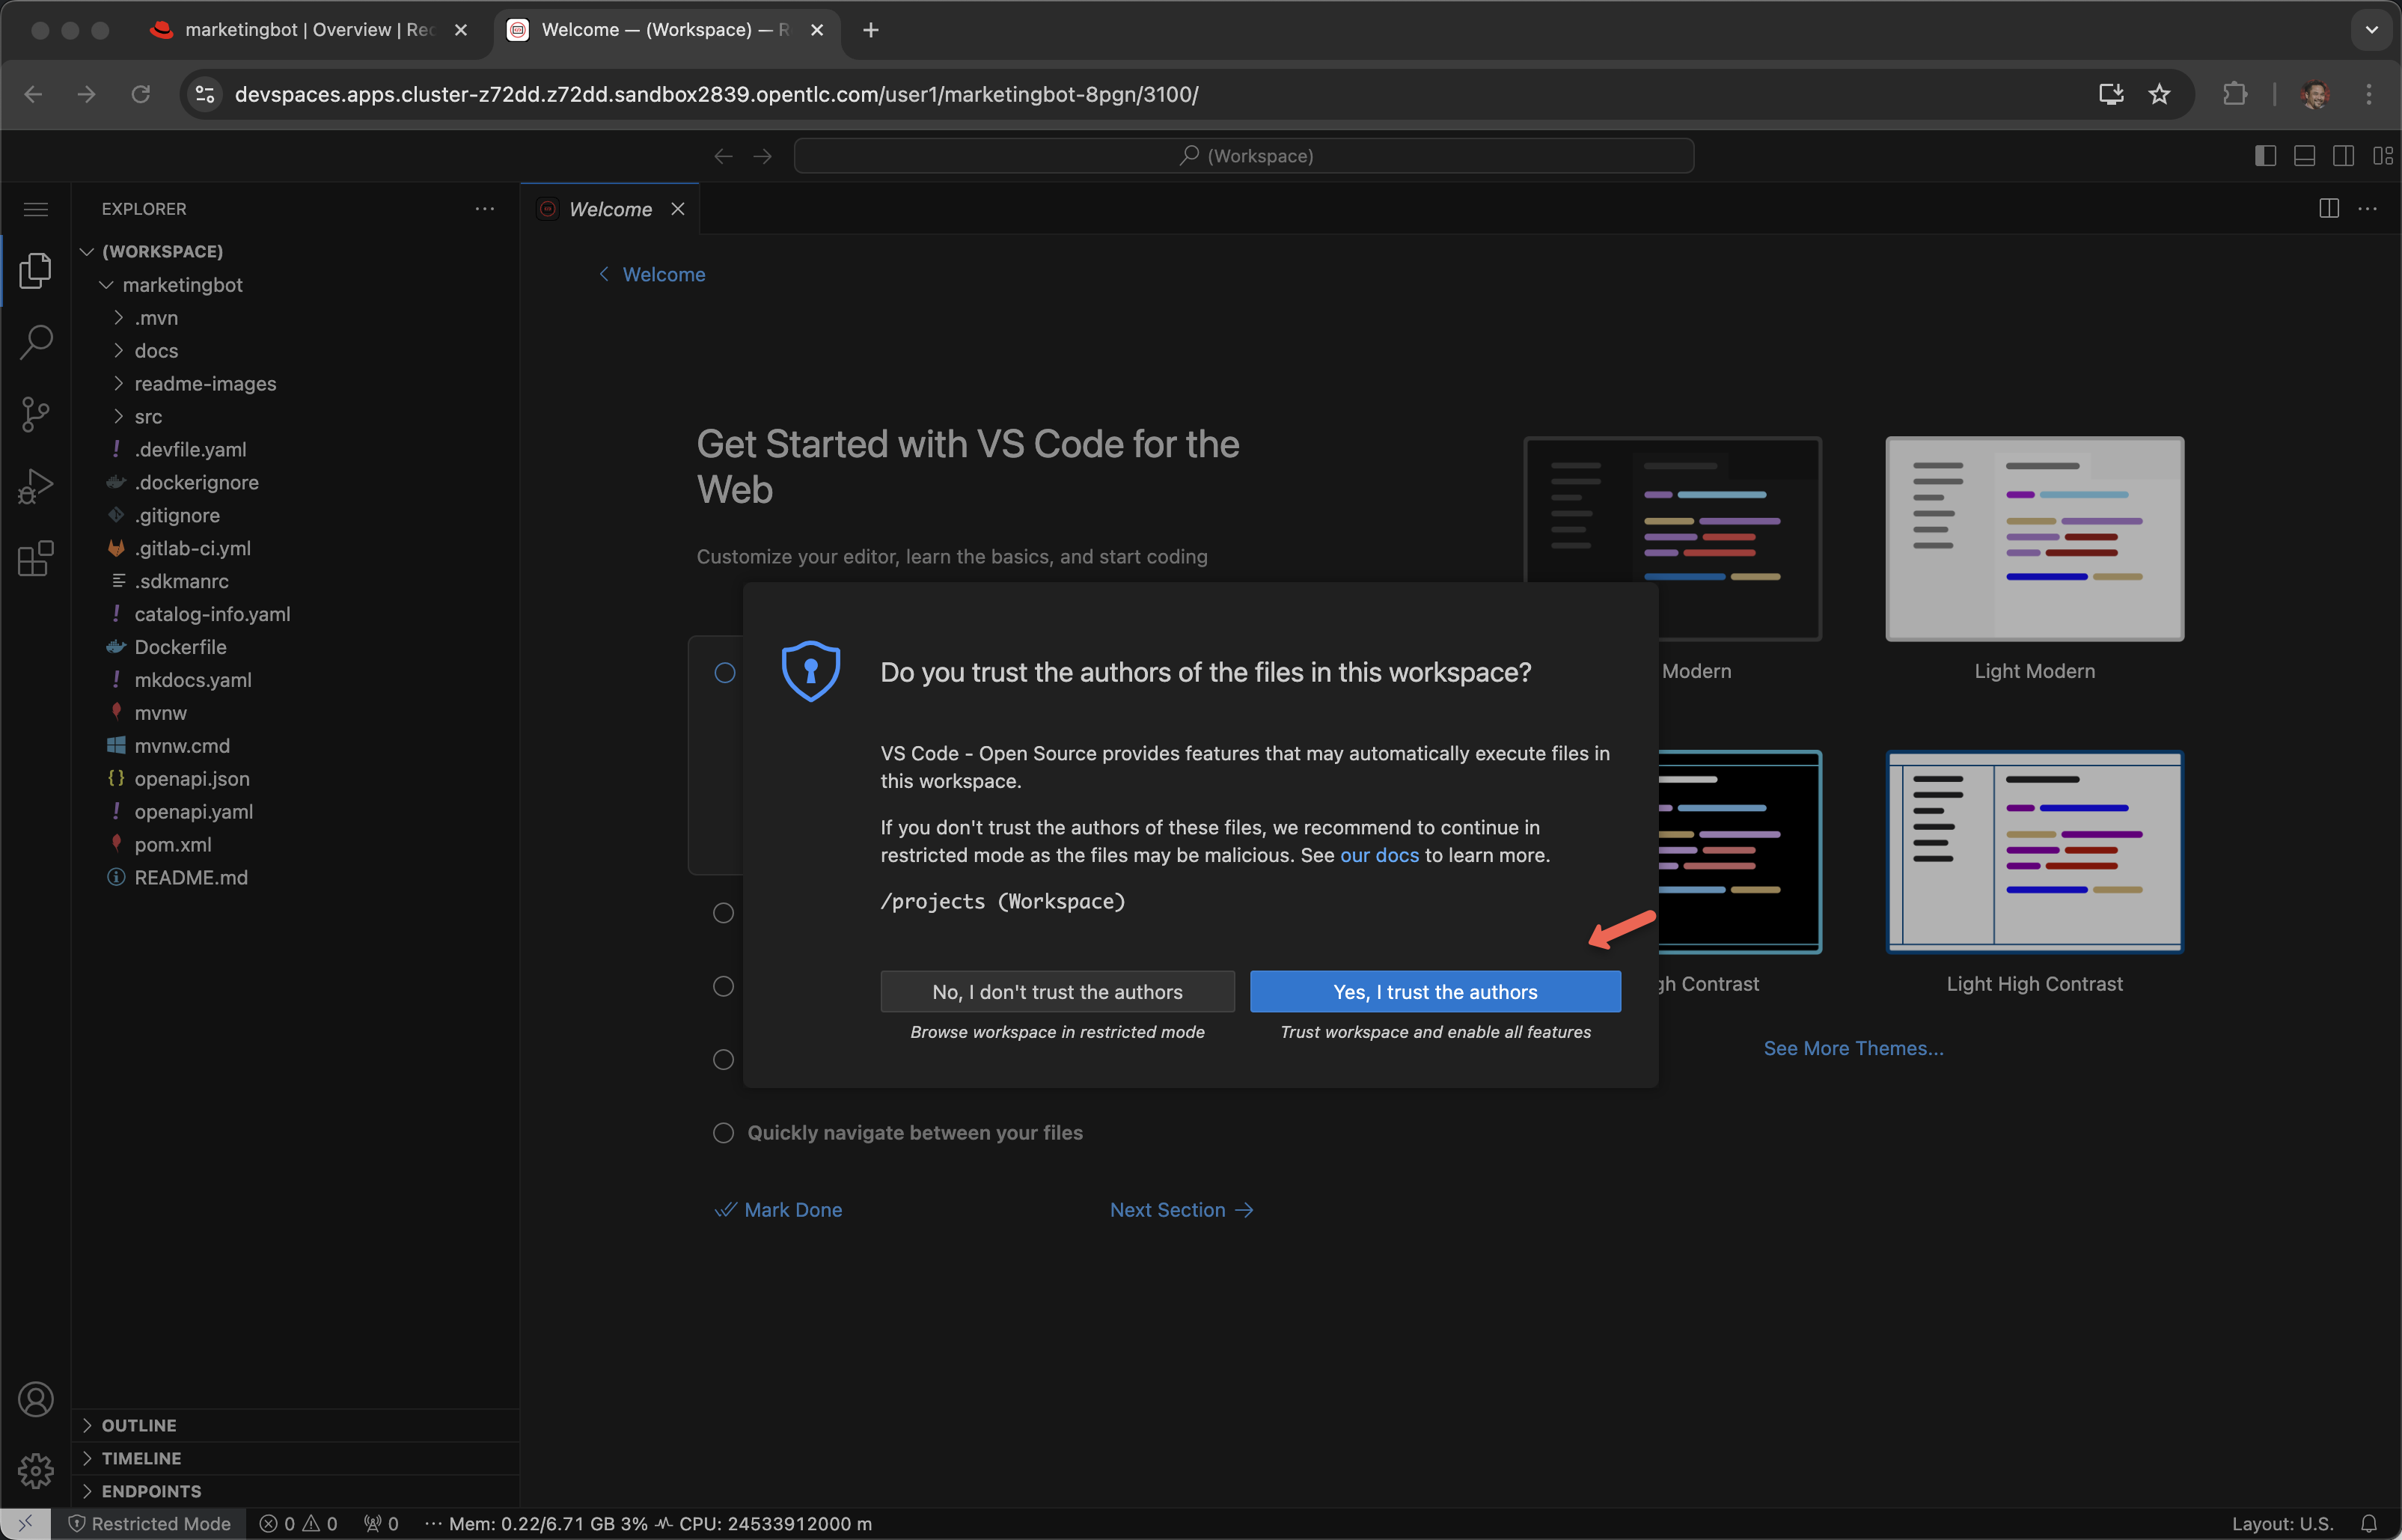 marketingbot | Overview | Rec
Welcome — (Workspace) — R
devspaces.apps.cluster-z72dd.z72dd.sandbox2839.opentlc.com/user1/marketingbot-8pgn/3100/
(Workspace)
EXPLORER
Welcome
(WORKSPACE)
marketingbot
.mvn
docs
readme-images
src
.devfile.yaml
.dockerignore
.gitignore
.gitlab-ci.yml
.sdkmanrc
catalog-info.yaml
Dockerfile
mkdocs.yaml
mvnw
mvnw.cmd
openapi.json
openapi.yaml
pom.xml
README.md
Welcome
Get Started with VS Code for the
Web
Customize your editor, learn the basics, and start coding
Modern
Light Modern
Do you trust the authors of the files in this workspace?
VS Code - Open Source provides features that may automatically execute files in
this workspace.
If you don't trust the authors of these files, we recommend to continue in
restricted mode as the files may be malicious. See our docs to learn more.
/projects (Workspace)
No, I don't trust the authors
Yes, I trust the authors
Browse workspace in restricted mode
Trust workspace and enable all features
gh Contrast
Light High Contrast
See More Themes...
Quickly navigate between your files
Mark Done
Next Section
OUTLINE
TIMELINE
ENDPOINTS
Restricted Mode
0
0
0
Mem: 0.22/6.71 GB 3%
CPU: 24533912000 m
Layout: U.S.